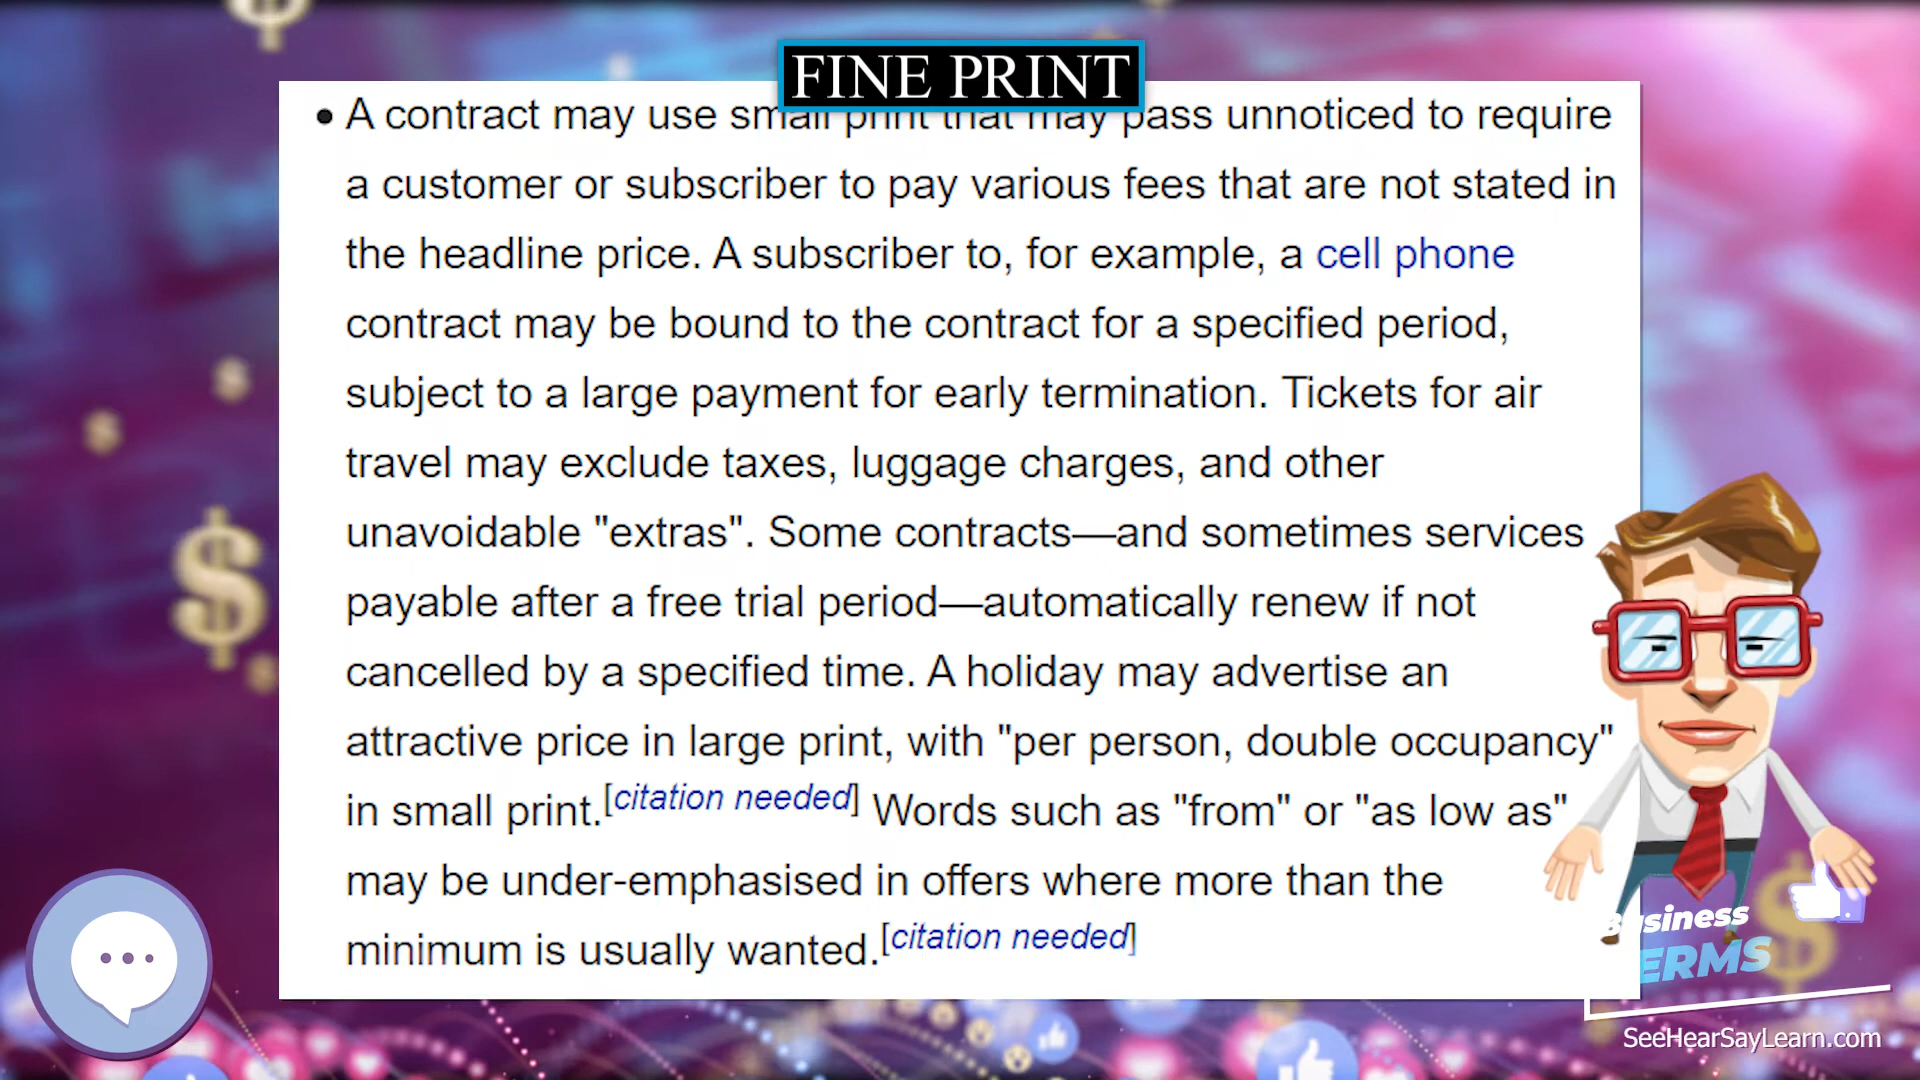 FINE PRINT
• A contract may use small print that may pass unnoticed to require
a customer or subscriber to pay various fees that are not stated in
the headline price. A subscriber to, for example, a cell phone
contract may be bound to the contract for a specified period,
subject to a large payment for early termination. Tickets for air
travel may exclude taxes, luggage charges, and other
unavoidable "extras". Some contracts—and sometimes services
payable after a free trial period—automatically renew if not
cancelled by a specified time. A holiday may advertise an
attractive price in large print, with "per person, double occupancy"
in small print.[citation needed] Words such as "from" or "as low as"
may be under-emphasised in offers where more than the
minimum is usually wanted.[citation needed]
Business
TERMS
SeeHearSayLearn.com